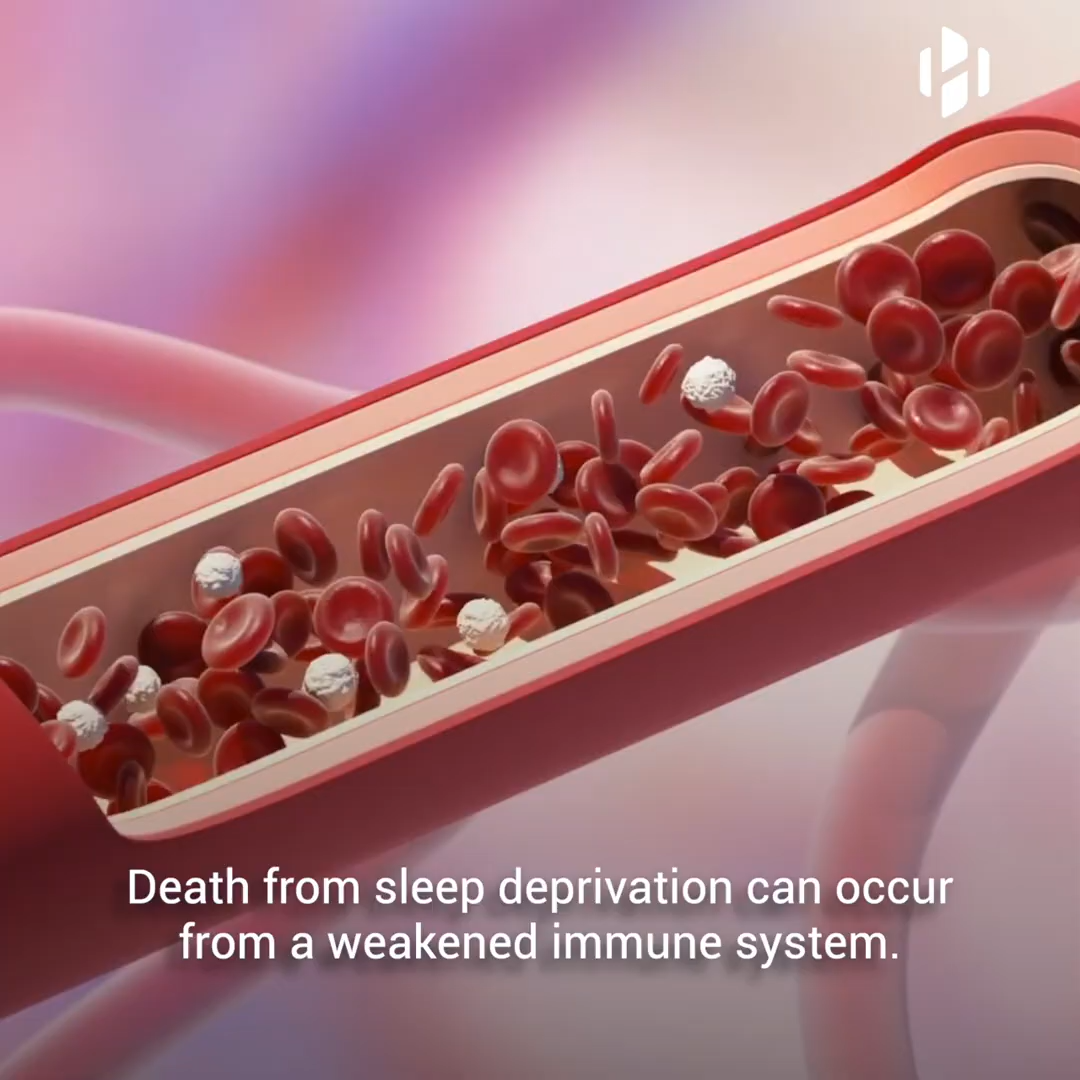 Death from sleep deprivation can occur
from a weakened immune system.